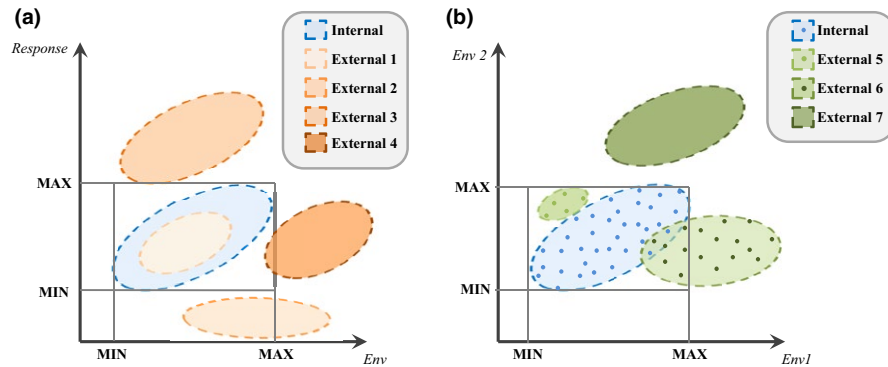 (a)
Response
Internal
External 1
External 2
External 3
External 4
MAX
MIN
MIN
MAX
Env
(b)
Env 2
Internal
External 5
External 6
External 7
MAX
MIN
MIN
MAX
Env1